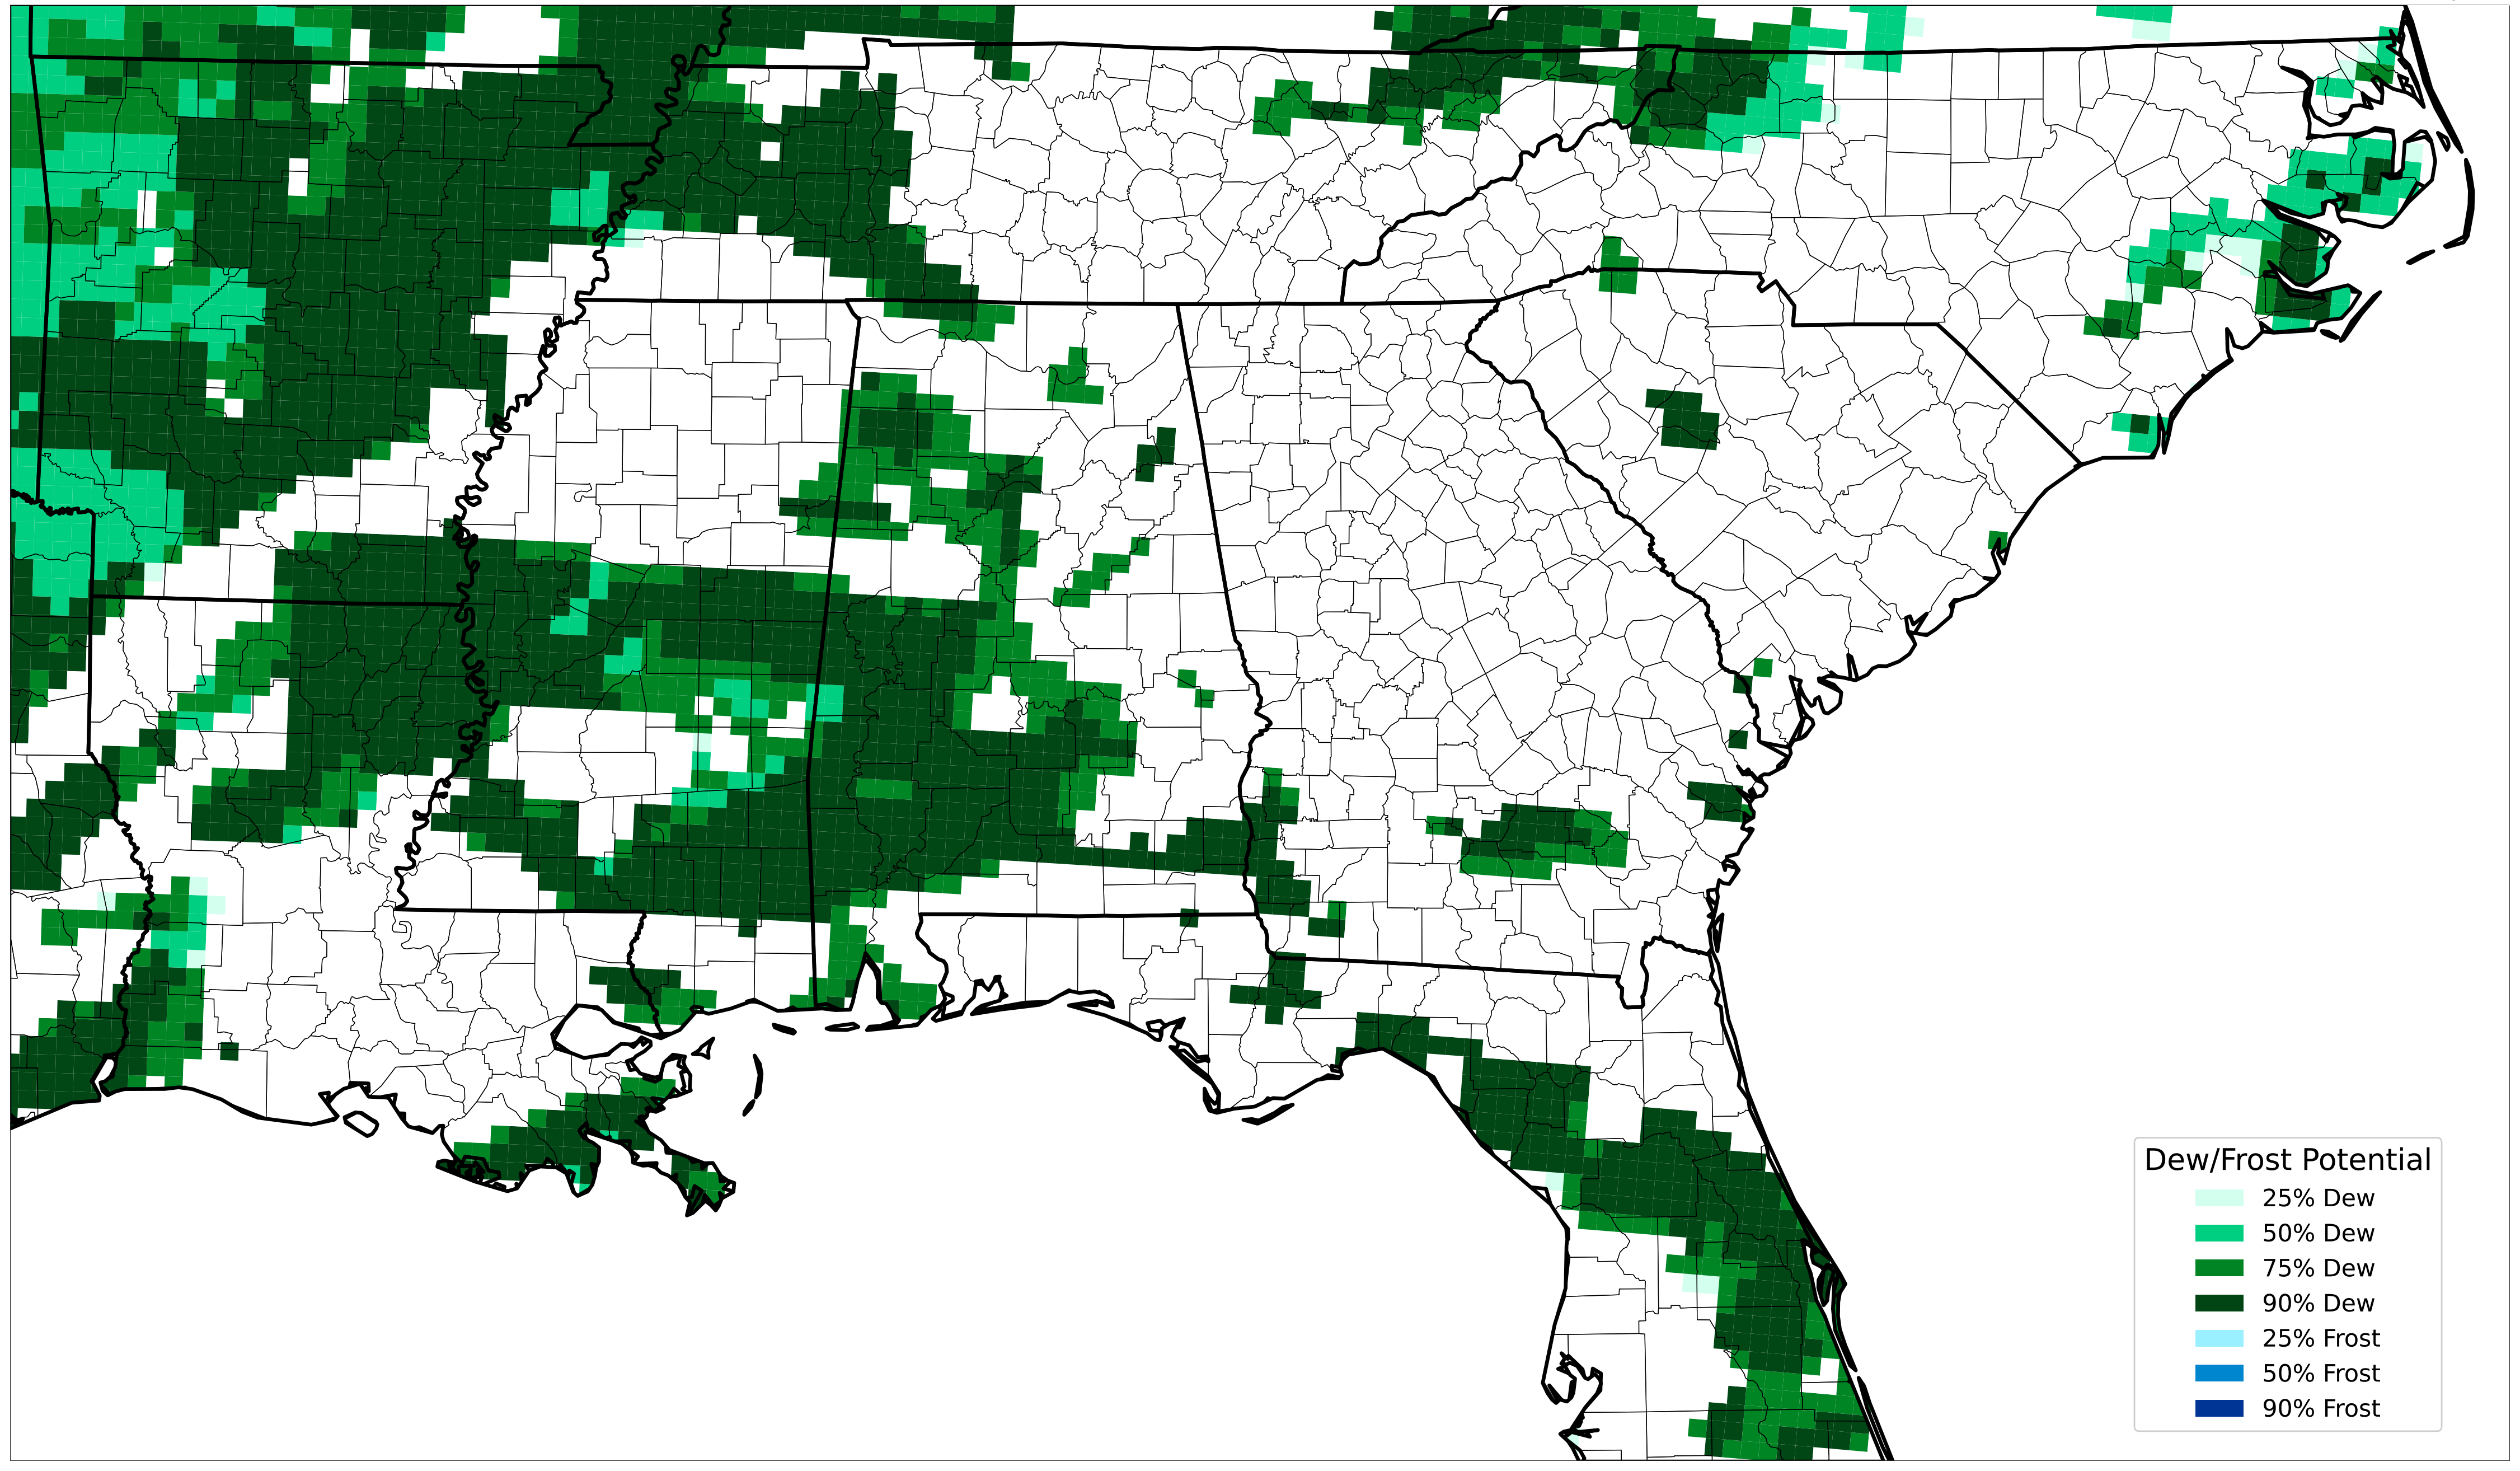 Dew/Frost Potential
25% Dew
50% Dew
75% Dew
90% Dew
25% Frost
50% Frost
90% Frost